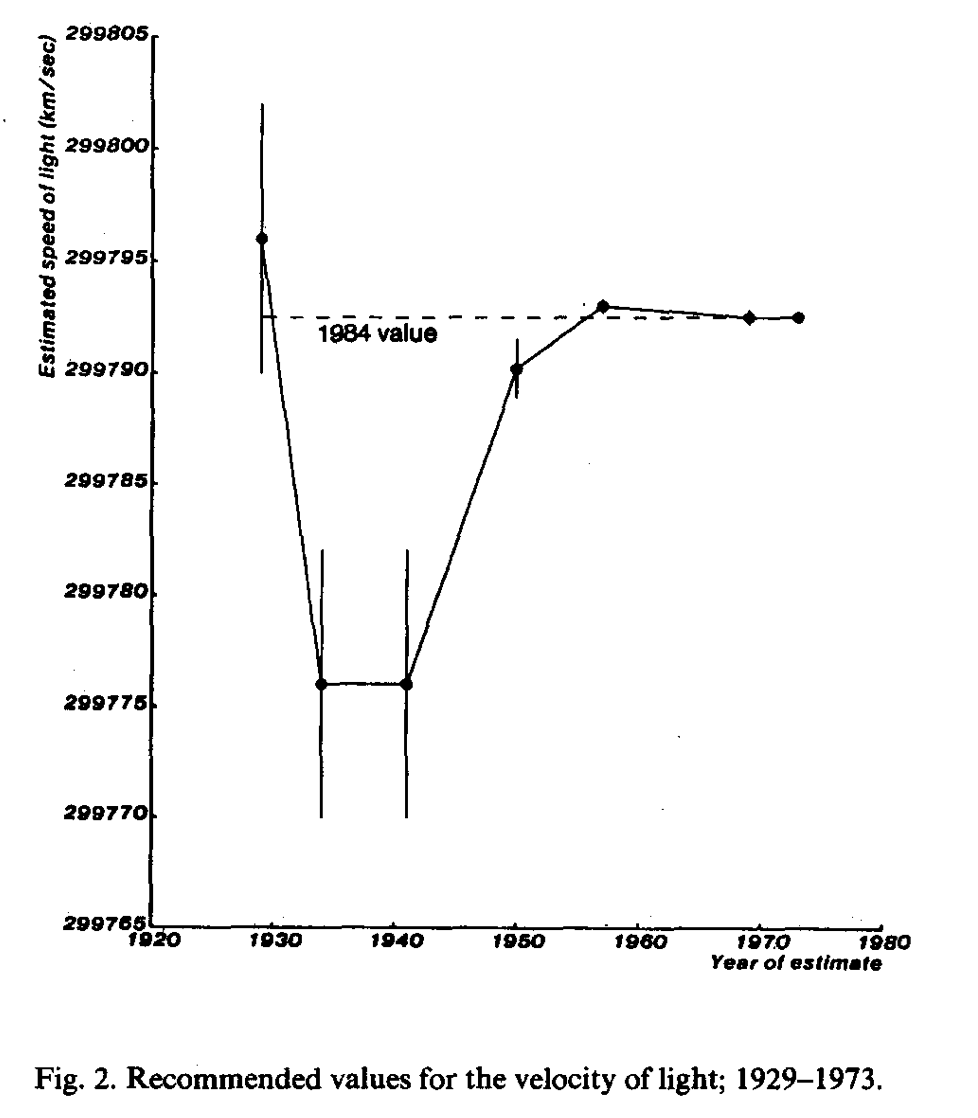 299805
Estimated speed of light (km/sec)
299800
299795
1984 value
299790
299785
299780
299775
299770
299765
1920 1930 1940 1950 1960 1970 1980
Year of estimate
Fig. 2. Recommended values for the velocity of light; 1929–1973.